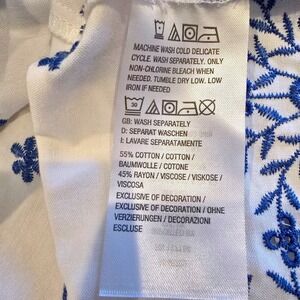 MACHINE WASH COLD DELICATE
CYCLE. WASH SEPARATELY. ONLY
NON-CHLORINE BLEACH WHEN
NEEDED. TUMBLE DRY LOW. LOW
IRON IF NEEDED
30
GB: WASH SEPARATELY
D: SEPARAT WASCHEN
I: LAVARE SEPARATAMENTE
55% COTTON / COTTON /
BAUMWOLLE / COTONE
45% RAYON / VISCOSE / VISKOSE /
VISCOSA
EXCLUSIVE OF DECORATION /
EXCLUSIVE OF DECORATION / OHNE
VERZIERUNGEN / DECORAZIONI
ESCLUSE